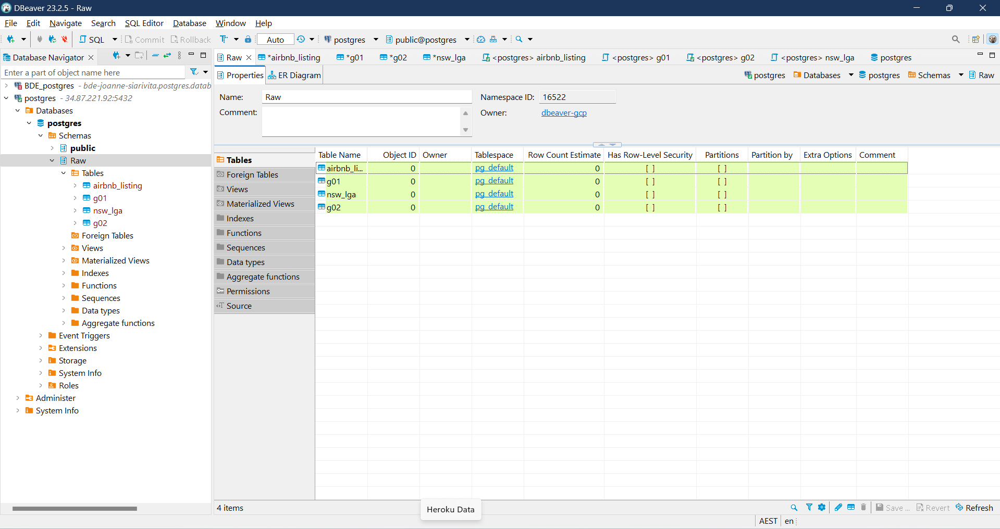 DBeaver 23.2.5 - Raw
File Edit Navigate Search SQL Editor Database Window Help
SQL Commit Rollback Auto postgres public@postgres
Database Navigator
Raw *airbnb_listing *g01 *g02 *nsw_lga <postgres> airbnb_listing <postgres> g01 <postgres> g02 <postgres> nsw_lga postgres
Enter a part of object name here
Properties ER Diagram postgres Databases postgres Schemas Raw
BDE_postgres - bde-joanne-siarivita.postgres.datab
postgres - 34.87.221.92:5432
Databases
postgres
Schemas
public
Raw
Tables
airbnb_listing
g01
nsw_lga
g02
Foreign Tables
Views
Materialized Views
Indexes
Functions
Sequences
Data types
Aggregate functions
Event Triggers
Extensions
Storage
System Info
Roles
Administer
System Info
Name: Raw Namespace ID: 16522
Comment: Owner: dbeaver-gcp
Tables
Foreign Tables
Views
Materialized Views
Indexes
Functions
Sequences
Data types
Aggregate functions
Permissions
Source
Table Name Object ID Owner Tablespace Row Count Estimate Has Row-Level Security Partitions Partition by Extra Options Comment
airbnb_li... 0 pg_default 0 [ ] [ ]
g01 0 pg_default 0 [ ] [ ]
nsw_lga 0 pg_default 0 [ ] [ ]
g02 0 pg_default 0 [ ] [ ]
4 items Save ... Revert Refresh
Heroku Data
AEST en